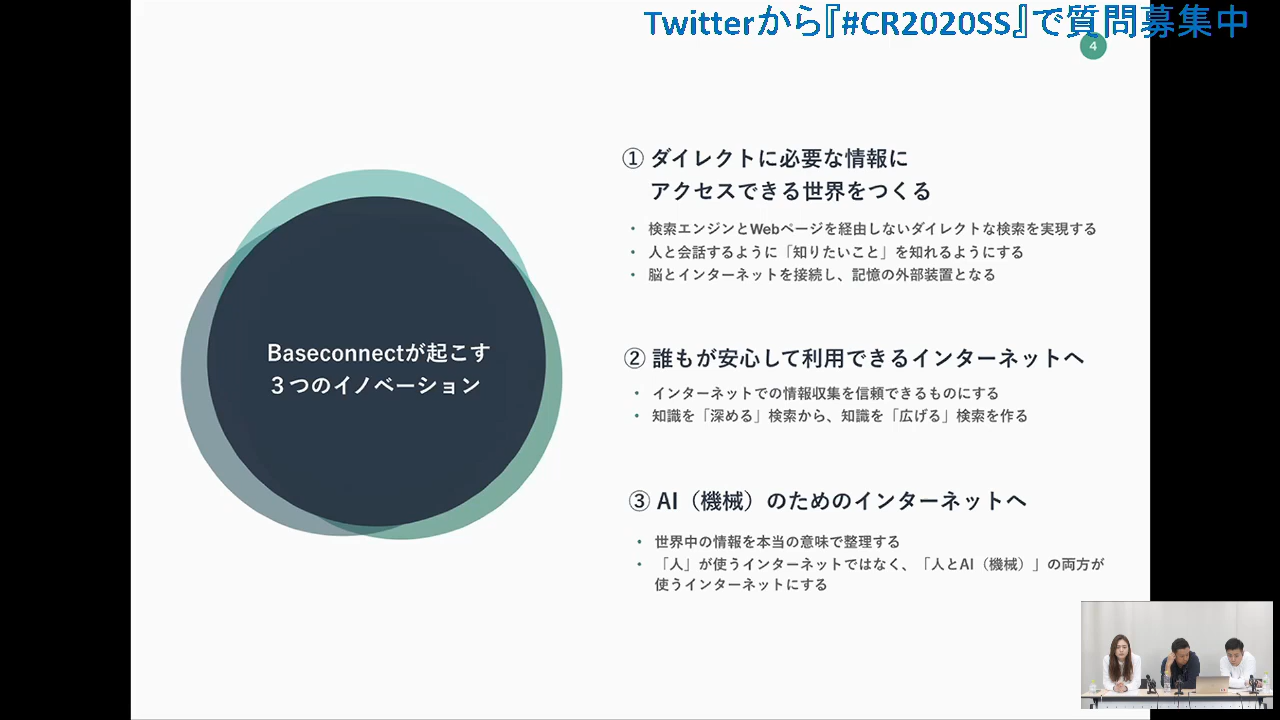 Twitterから『#CR2020SS』で質問募集中
4
Baseconnectが起こす
３つのイノベーション
① ダイレクトに必要な情報に
アクセスできる世界をつくる
・ 検索エンジンとWebページを経由しないダイレクトな検索を実現する
・ 人と会話するように「知りたいこと」を知れるようにする
・ 脳とインターネットを接続し、記憶の外部装置となる
② 誰もが安心して利用できるインターネットへ
・ インターネットでの情報収集を信頼できるものにする
・ 知識を「深める」検索から、知識を「広げる」検索を作る
③ AI（機械）のためのインターネットへ
・ 世界中の情報を本当の意味で整理する
・ 「人」が使うインターネットではなく、「人とAI（機械）」の両方が
使うインターネットにする